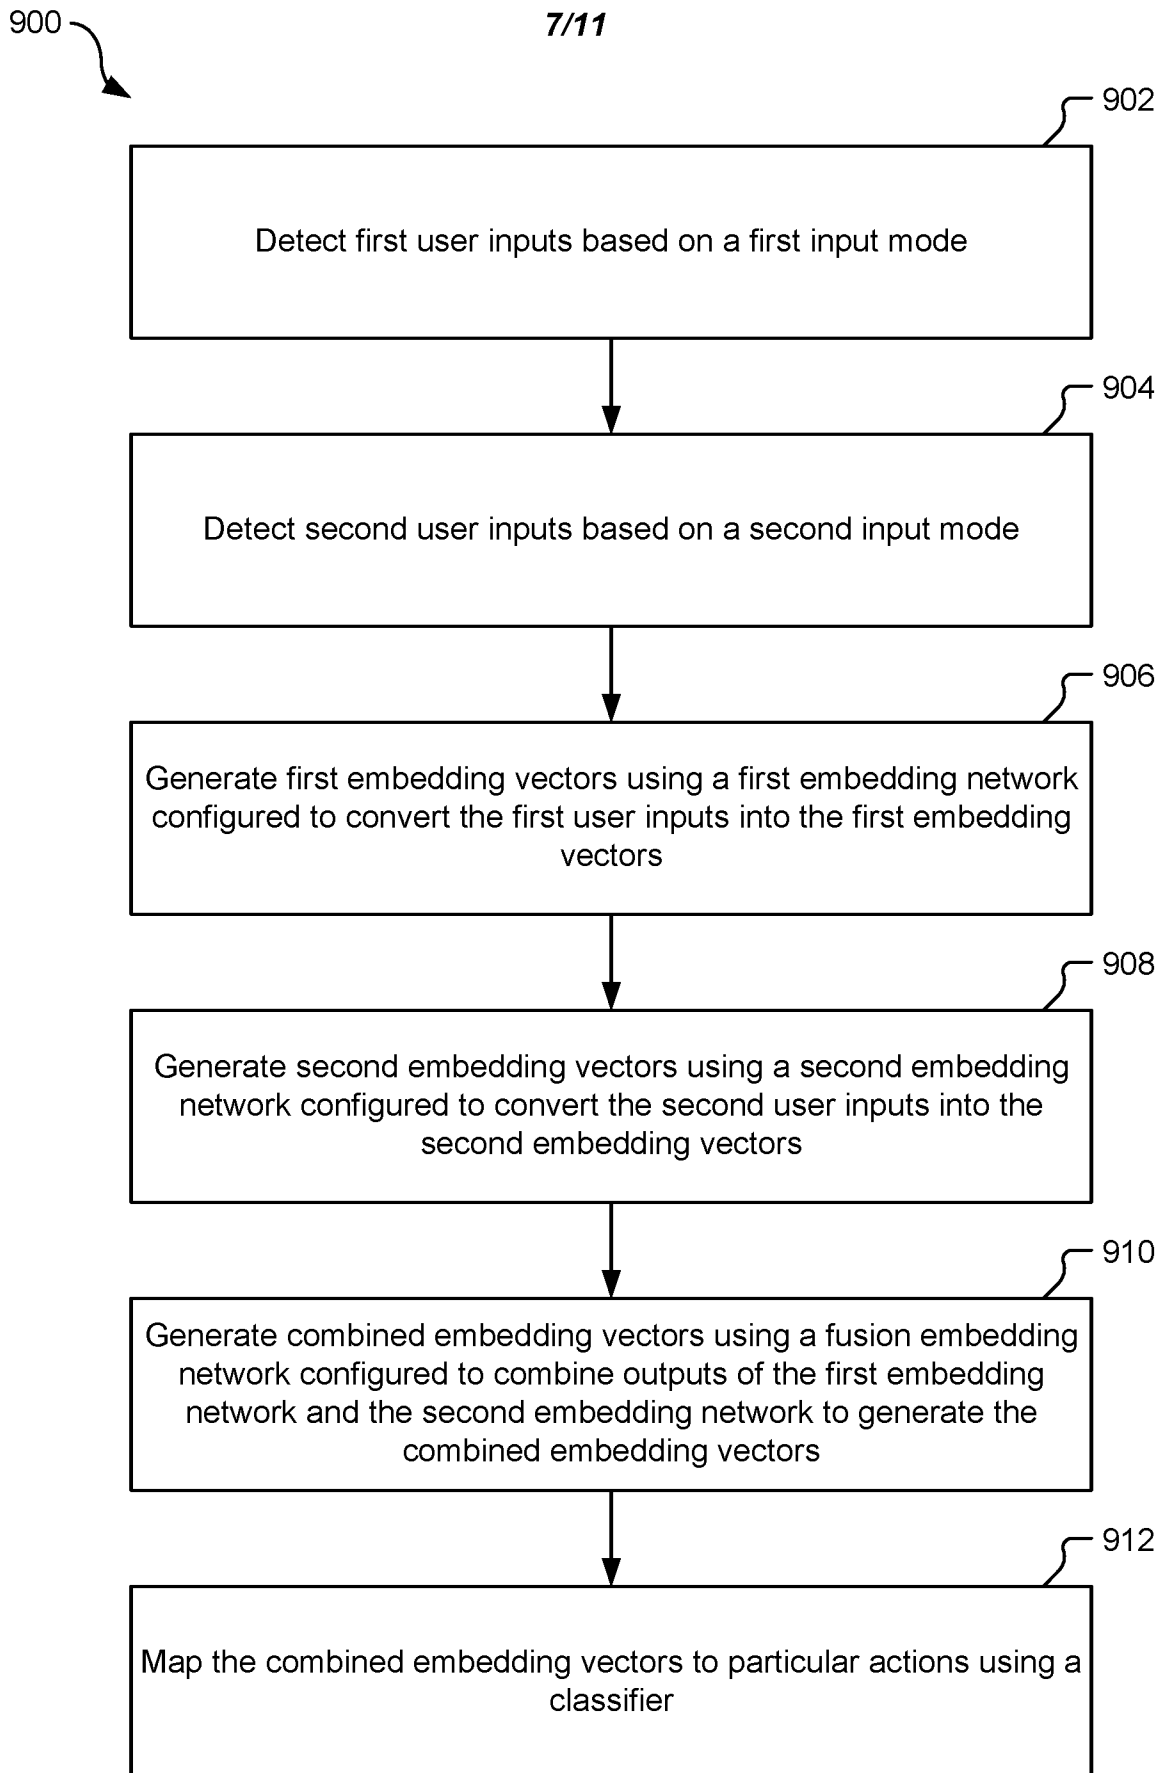 900
7/11
902
Detect first user inputs based on a first input mode
904
Detect second user inputs based on a second input mode
906
Generate first embedding vectors using a first embedding network
configured to convert the first user inputs into the first embedding
vectors
908
Generate second embedding vectors using a second embedding
network configured to convert the second user inputs into the
second embedding vectors
910
Generate combined embedding vectors using a fusion embedding
network configured to combine outputs of the first embedding
network and the second embedding network to generate the
combined embedding vectors
912
Map the combined embedding vectors to particular actions using a
classifier